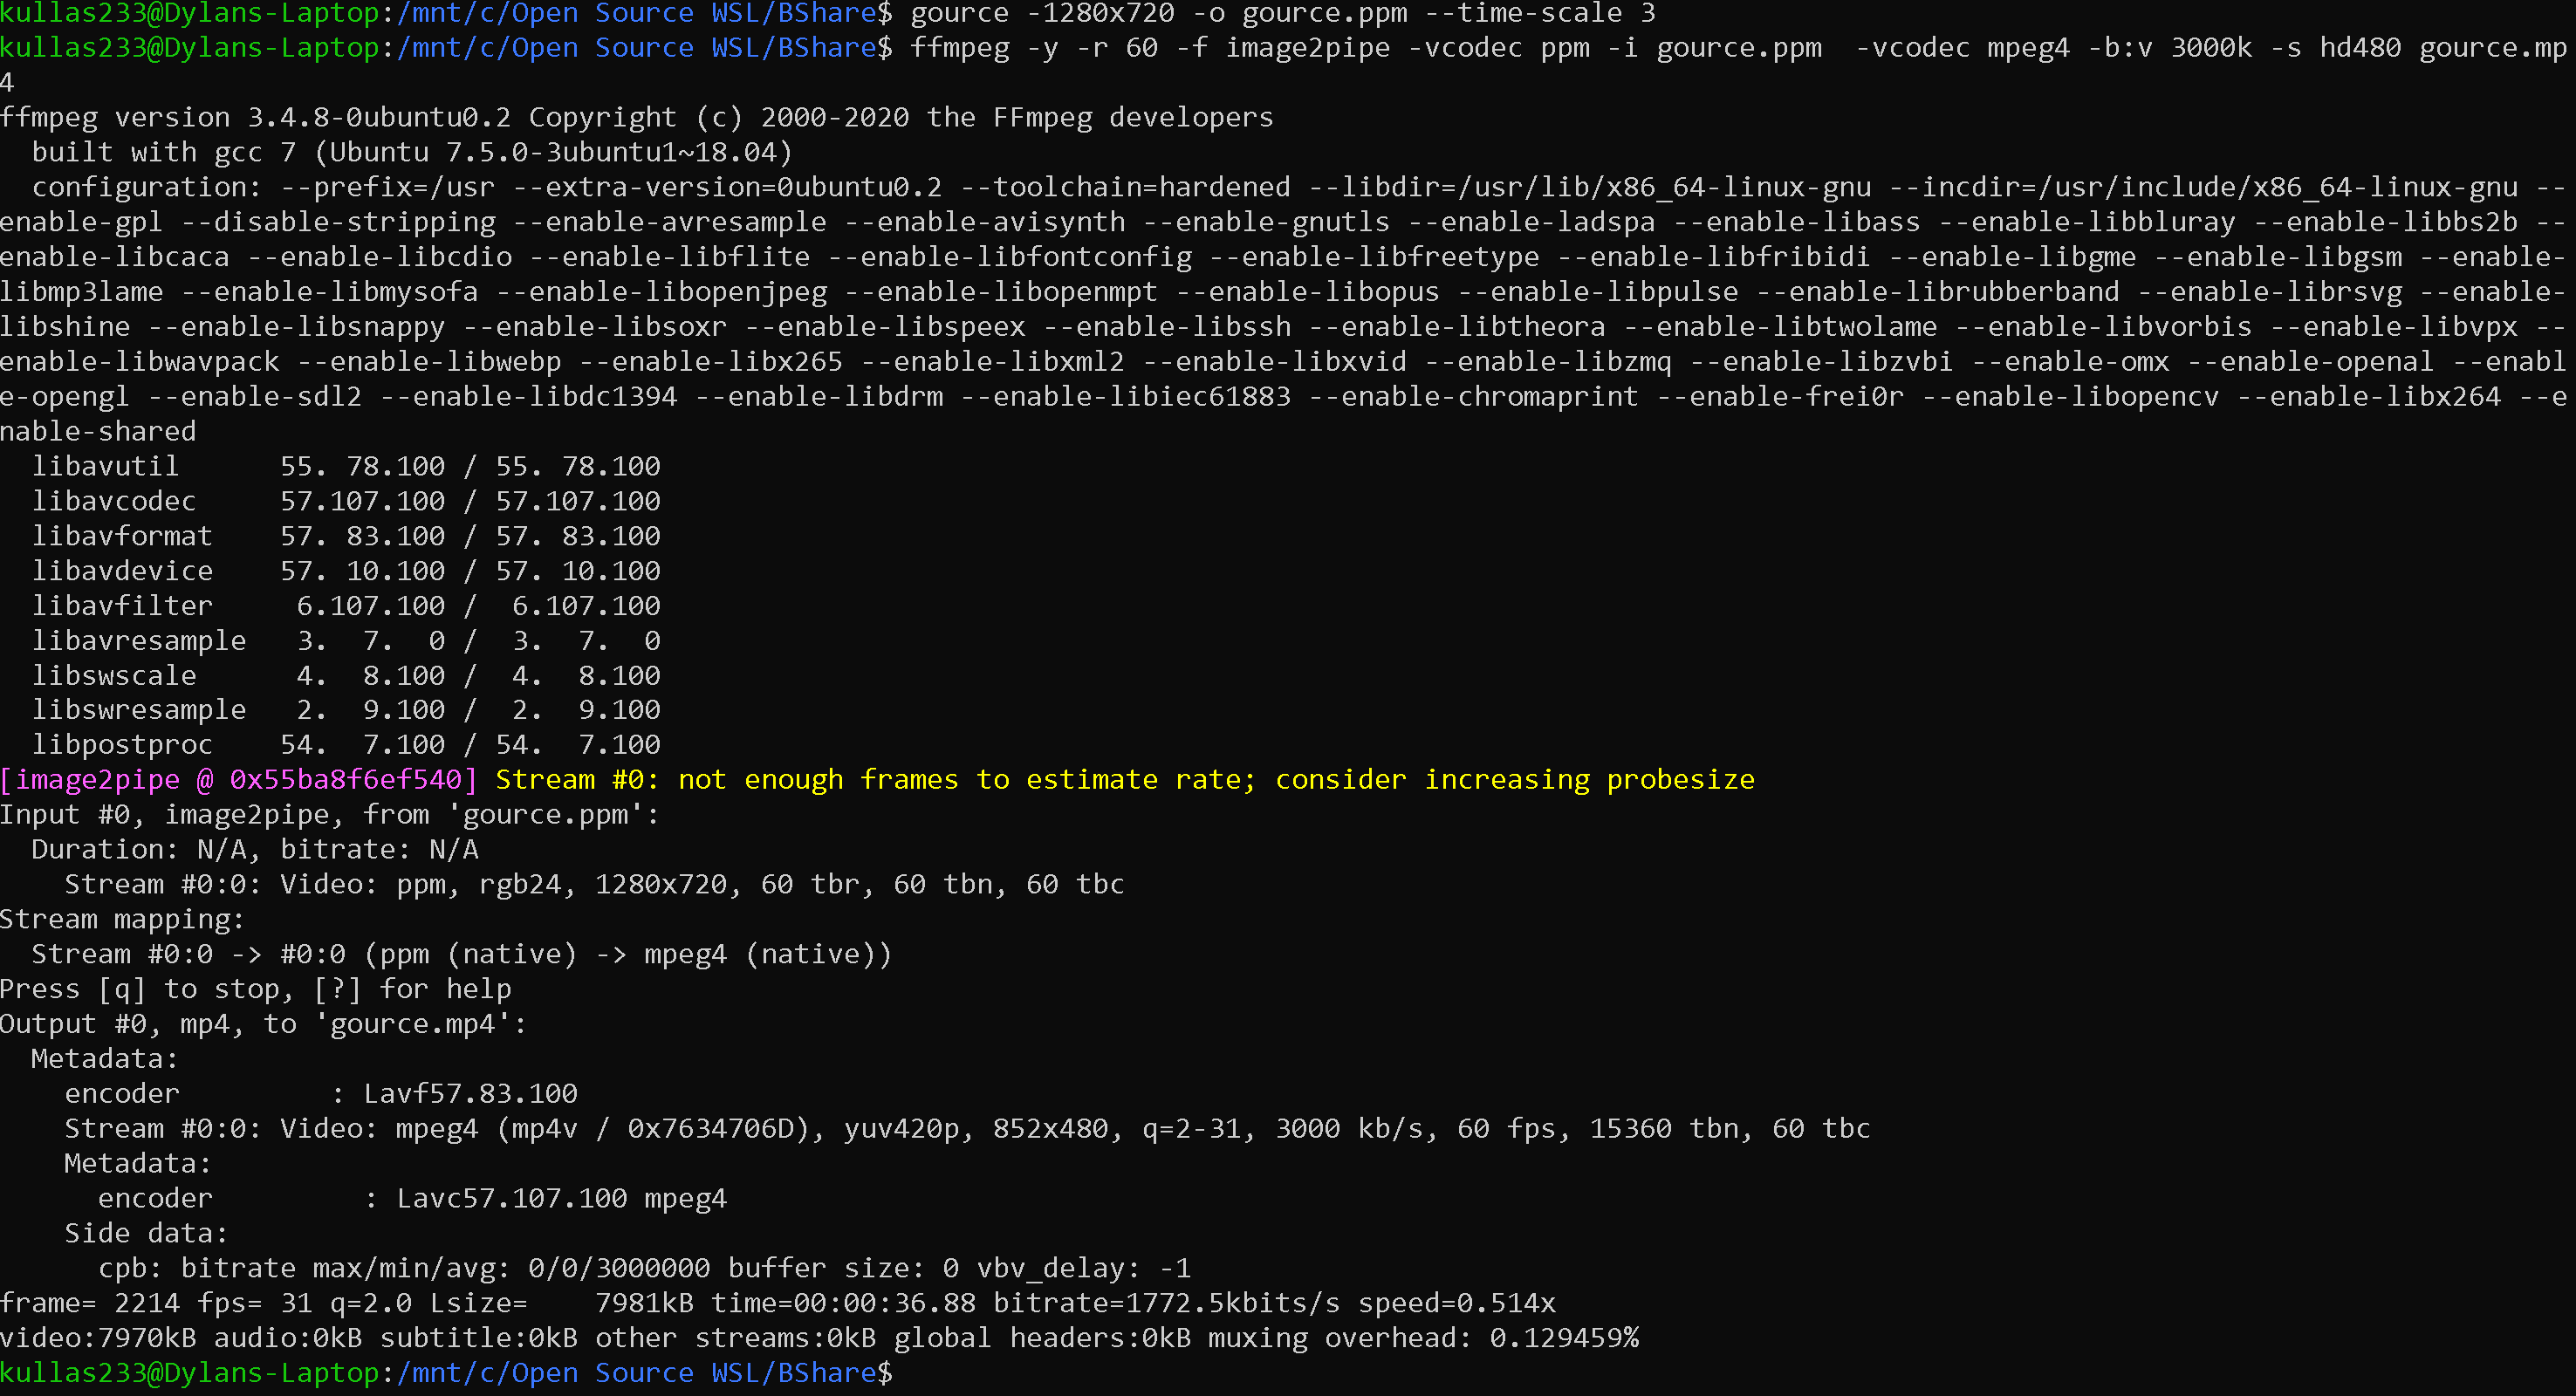 kullas233@Dylans-Laptop:/mnt/c/Open Source WSL/BShare$ gource -1280x720 -o gource.ppm --time-scale 3
kullas233@Dylans-Laptop:/mnt/c/Open Source WSL/BShare$ ffmpeg -y -r 60 -f image2pipe -vcodec ppm -i gource.ppm  -vcodec mpeg4 -b:v 3000k -s hd480 gource.mp
4
ffmpeg version 3.4.8-0ubuntu0.2 Copyright (c) 2000-2020 the FFmpeg developers
  built with gcc 7 (Ubuntu 7.5.0-3ubuntu1~18.04)
  configuration: --prefix=/usr --extra-version=0ubuntu0.2 --toolchain=hardened --libdir=/usr/lib/x86_64-linux-gnu --incdir=/usr/include/x86_64-linux-gnu --
enable-gpl --disable-stripping --enable-avresample --enable-avisynth --enable-gnutls --enable-ladspa --enable-libass --enable-libbluray --enable-libbs2b --
enable-libcaca --enable-libcdio --enable-libflite --enable-libfontconfig --enable-libfreetype --enable-libfribidi --enable-libgme --enable-libgsm --enable-
libmp3lame --enable-libmysofa --enable-libopenjpeg --enable-libopenmpt --enable-libopus --enable-libpulse --enable-librubberband --enable-librsvg --enable-
libshine --enable-libsnappy --enable-libsoxr --enable-libspeex --enable-libssh --enable-libtheora --enable-libtwolame --enable-libvorbis --enable-libvpx --
enable-libwavpack --enable-libwebp --enable-libx265 --enable-libxml2 --enable-libxvid --enable-libzmq --enable-libzvbi --enable-omx --enable-openal --enabl
e-opengl --enable-sdl2 --enable-libdc1394 --enable-libdrm --enable-libiec61883 --enable-chromaprint --enable-frei0r --enable-libopencv --enable-libx264 --e
nable-shared
  libavutil      55. 78.100 / 55. 78.100
  libavcodec     57.107.100 / 57.107.100
  libavformat    57. 83.100 / 57. 83.100
  libavdevice    57. 10.100 / 57. 10.100
  libavfilter     6.107.100 /  6.107.100
  libavresample   3.  7.  0 /  3.  7.  0
  libswscale      4.  8.100 /  4.  8.100
  libswresample   2.  9.100 /  2.  9.100
  libpostproc    54.  7.100 / 54.  7.100
[image2pipe @ 0x55ba8f6ef540] Stream #0: not enough frames to estimate rate; consider increasing probesize
Input #0, image2pipe, from 'gource.ppm':
  Duration: N/A, bitrate: N/A
    Stream #0:0: Video: ppm, rgb24, 1280x720, 60 tbr, 60 tbn, 60 tbc
Stream mapping:
  Stream #0:0 -> #0:0 (ppm (native) -> mpeg4 (native))
Press [q] to stop, [?] for help
Output #0, mp4, to 'gource.mp4':
  Metadata:
    encoder         : Lavf57.83.100
    Stream #0:0: Video: mpeg4 (mp4v / 0x7634706D), yuv420p, 852x480, q=2-31, 3000 kb/s, 60 fps, 15360 tbn, 60 tbc
    Metadata:
      encoder         : Lavc57.107.100 mpeg4
    Side data:
      cpb: bitrate max/min/avg: 0/0/3000000 buffer size: 0 vbv_delay: -1
frame= 2214 fps= 31 q=2.0 Lsize=    7981kB time=00:00:36.88 bitrate=1772.5kbits/s speed=0.514x
video:7970kB audio:0kB subtitle:0kB other streams:0kB global headers:0kB muxing overhead: 0.129459%
kullas233@Dylans-Laptop:/mnt/c/Open Source WSL/BShare$